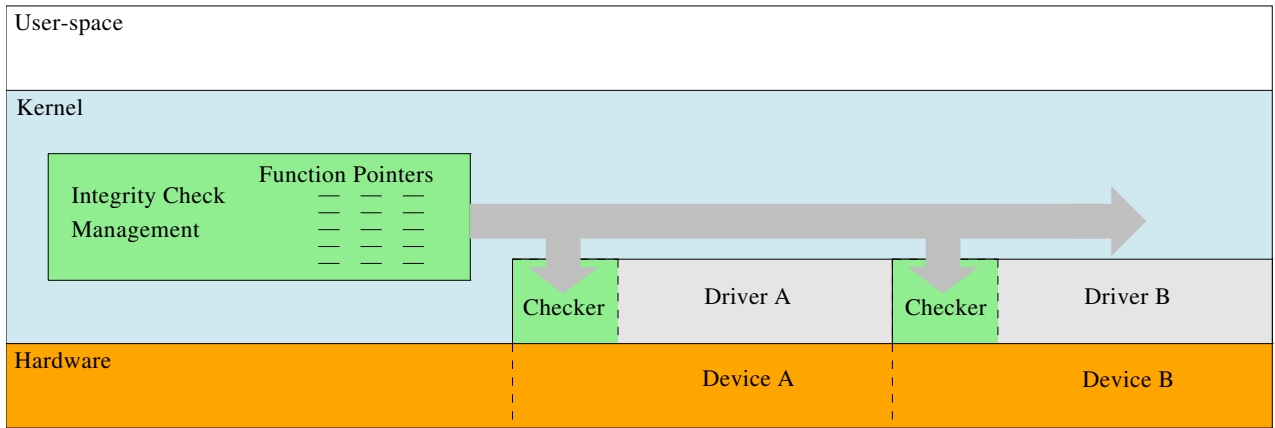 User-space
Kernel
Function Pointers
Integrity Check
Management
Checker
Driver A
Checker
Driver B
Hardware
Device A
Device B